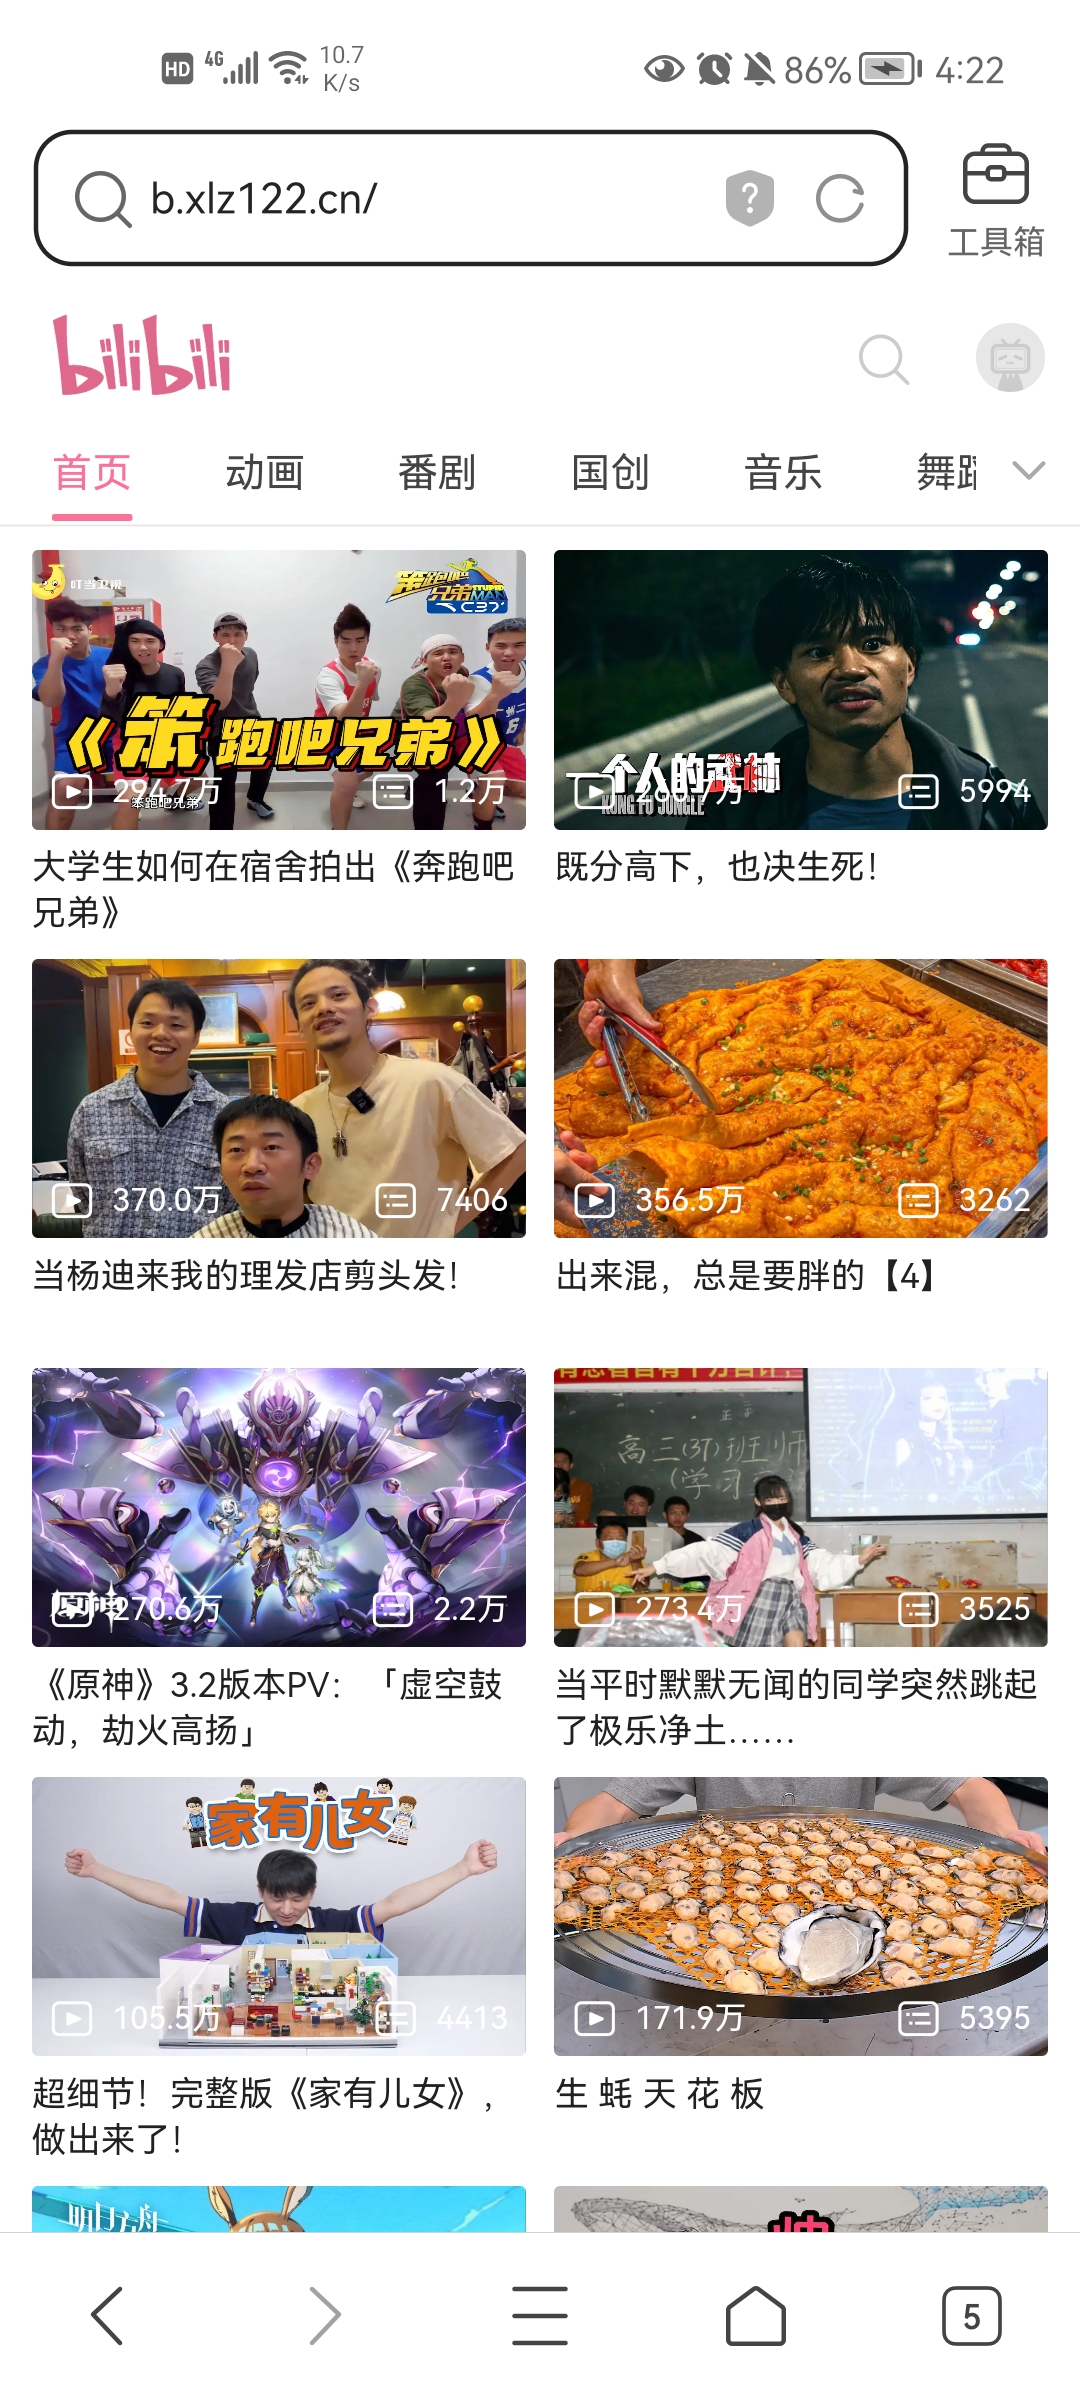 HD 4G 10.7 K/s 86% 4:22
b.xlz122.cn/
工具箱
bilibili
首页 动画 番剧 国创 音乐 舞蹈
叮当卫视
笨跑吧兄弟 STUPID MAN
《笨跑吧兄弟》
笨跑吧兄弟
294.7万 1.2万
一个人的武林
KUNG FU JUNGLE
5994
大学生如何在宿舍拍出《奔跑吧
兄弟》
既分高下，也决生死！
370.0万 7406
356.5万 3262
当杨迪来我的理发店剪头发！
出来混，总是要胖的【4】
原神
270.6万 2.2万
高三(37)班
(学习
273.4万 3525
《原神》3.2版本PV：「虚空鼓
动，劫火高扬」
当平时默默无闻的同学突然跳起
了极乐净土……
家有儿女
105.5万 4413
171.9万 5395
超细节！完整版《家有儿女》，
做出来了！
生 蚝 天 花 板
明日方舟
5